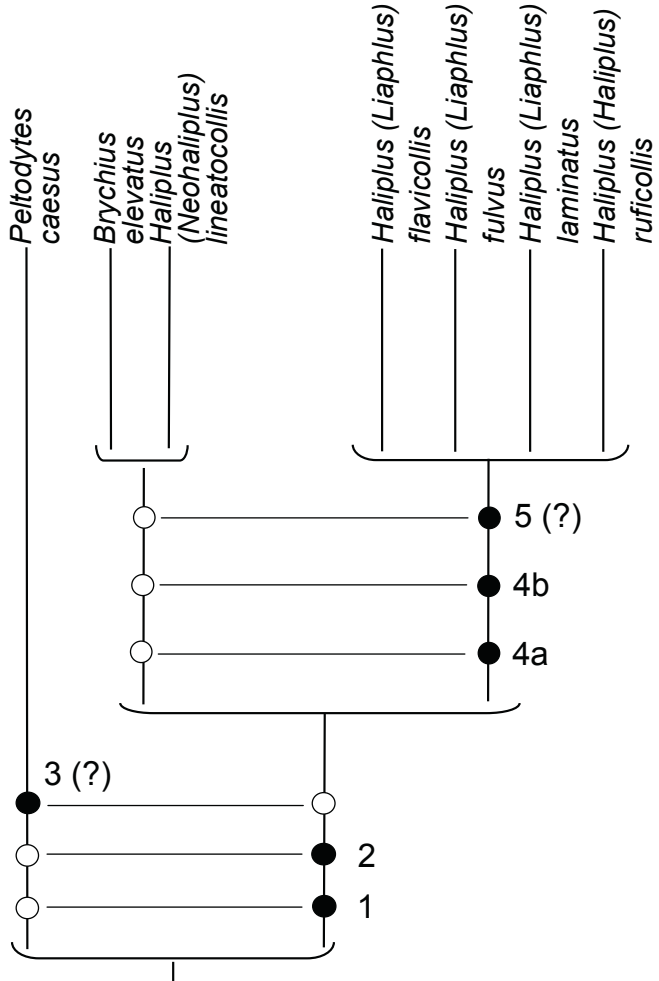 Peltodytes
caesus
Brychius
elevatus
Haliplus
(Neohaliplus)
lineatocollis
Haliplus (Liaphlus)
flavicollis
Haliplus (Liaphlus)
fulvus
Haliplus (Liaphlus)
laminatus
Haliplus (Haliplus)
ruficollis
5 (?)
4b
4a
3 (?)
2
1